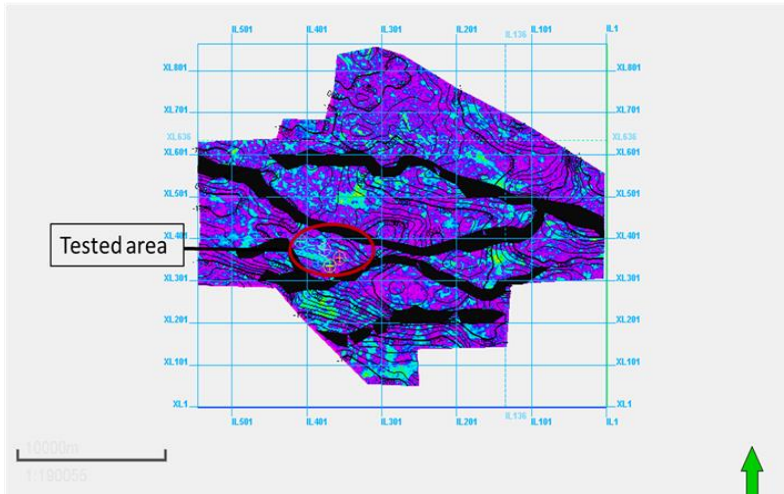 IL501 IL401 IL301 IL201 IL136 IL101 IL1
XL801 XL801
XL701 XL701
XL636 XL636
XL601 XL601
XL501 XL501
XL401 XL401
Tested area
XL301 XL301
XL201 XL201
XL101 XL101
XL1 XL1
IL501 IL401 IL301 IL201 IL136 IL101 IL1
10000m
1:190055